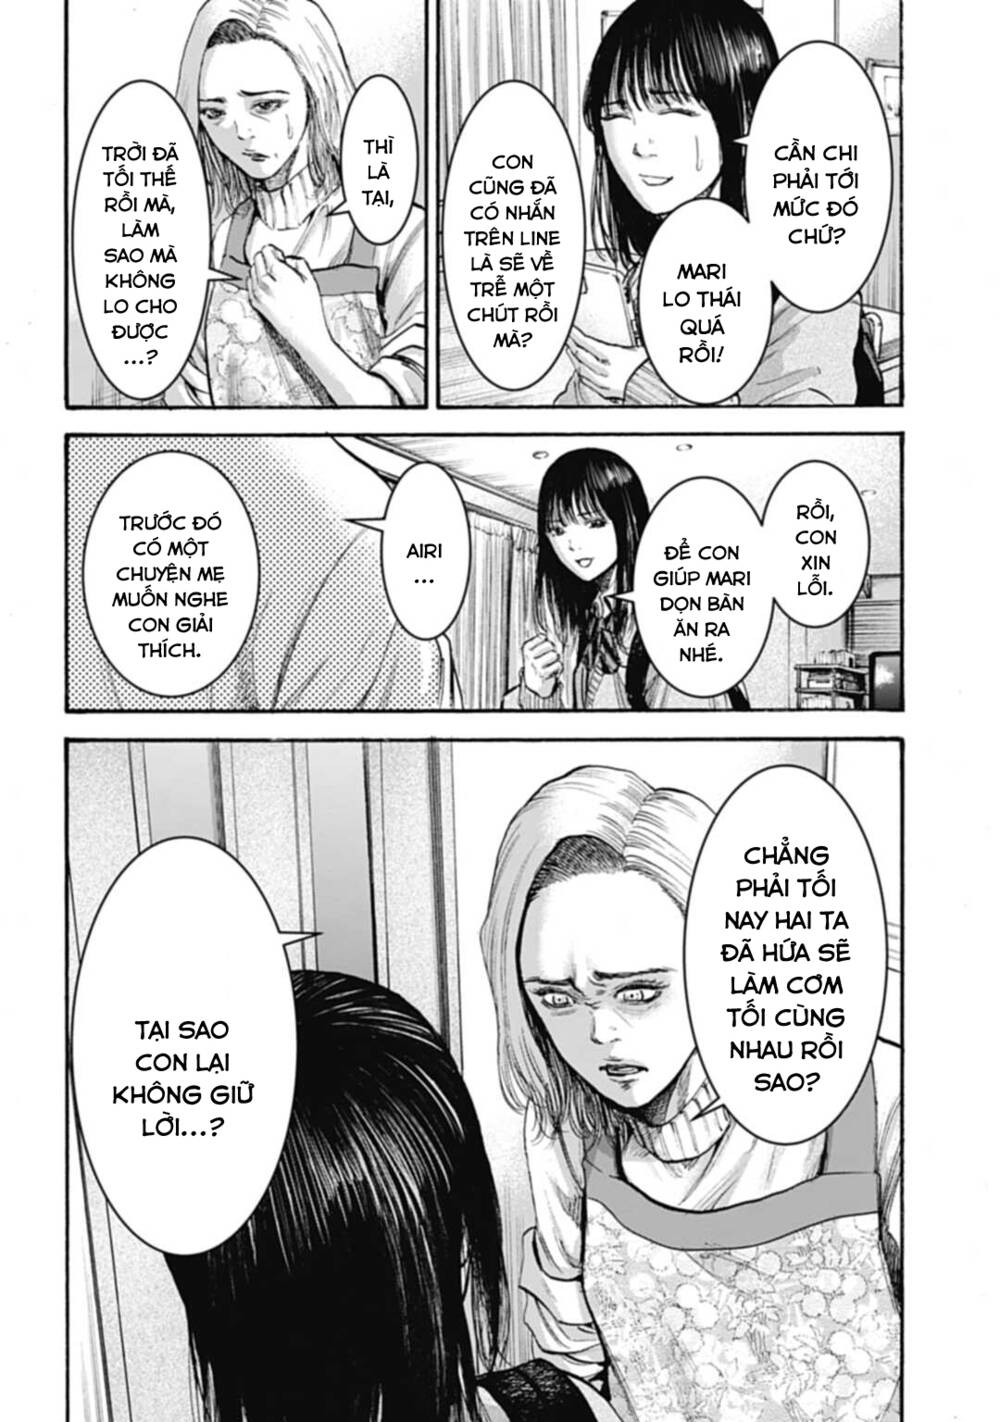 CẦN CHI
PHẢI TỚI
MỨC ĐÓ
CHỨ?
MARI
LO THÁI
QUÁ
RỒI!
CON
CŨNG ĐÃ
CÓ NHẮN
TRÊN LINE
LÀ SẼ VỀ
TRỄ MỘT
CHÚT RỒI
MÀ?
THÌ
LÀ
TẠI,
TRỜI ĐÃ
TỐI THẾ
RỒI MÀ,
LÀM
SAO MÀ
KHÔNG
LO CHO
ĐƯỢC
...?
RỒI,
CON
XIN
LỖI.
ĐỂ CON
GIÚP MARI
DỌN BÀN
ĂN RA
NHÉ.
AIRI
...
TRƯỚC ĐÓ
CÓ MỘT
CHUYỆN MẸ
MUỐN NGHE
CON GIẢI
THÍCH.
CHẲNG
PHẢI TỐI
NAY HAI TA
ĐÃ HỨA SẼ
LÀM CƠM
TỐI CÙNG
NHAU RỒI
SAO?
TẠI SAO
CON LẠI
KHÔNG GIỮ
LỜI...?